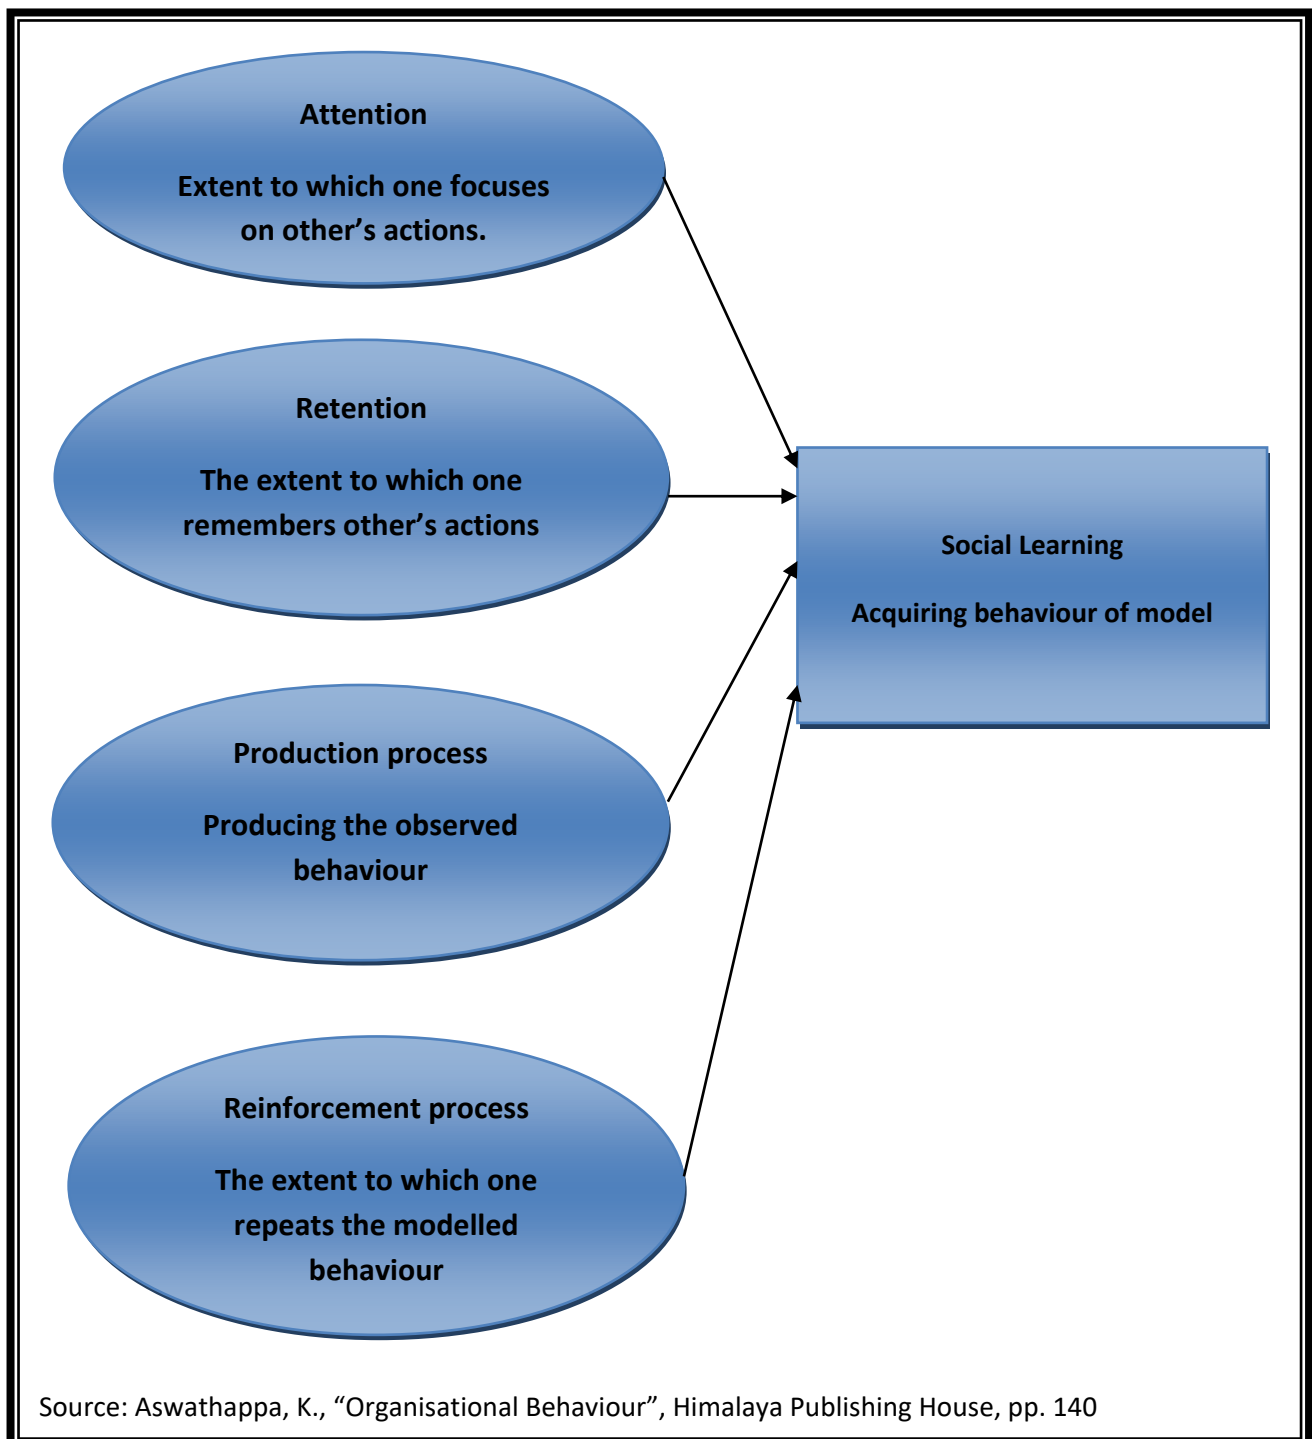 Attention
Extent to which one focuses
on other’s actions.
Retention
The extent to which one
remembers other’s actions
Social Learning
Acquiring behaviour of model
Production process
Producing the observed
behaviour
Reinforcement process
The extent to which one
repeats the modelled
behaviour
Source: Aswathappa, K., “Organisational Behaviour”, Himalaya Publishing House, pp. 140